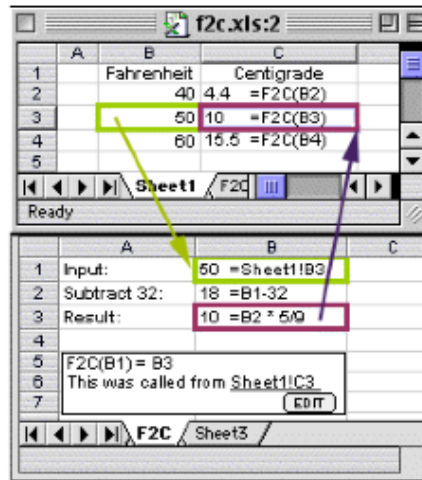 f2c.xls:2
A B C
1 Fahrenheit Centigrade
2 40 4.4 =F2C(B2)
3 50 10 =F2C(B3)
4 60 15.5 =F2C(B4)
5
Sheet1 F2C
Ready
A B C
1 Input: 50 =Sheet1!B3
2 Subtract 32: 18 =B1-32
3 Result: 10 =B2 * 5/9
4
5 F2C(B1) = B3
6 This was called from Sheet1!C3
7 EDIT
F2C Sheet3